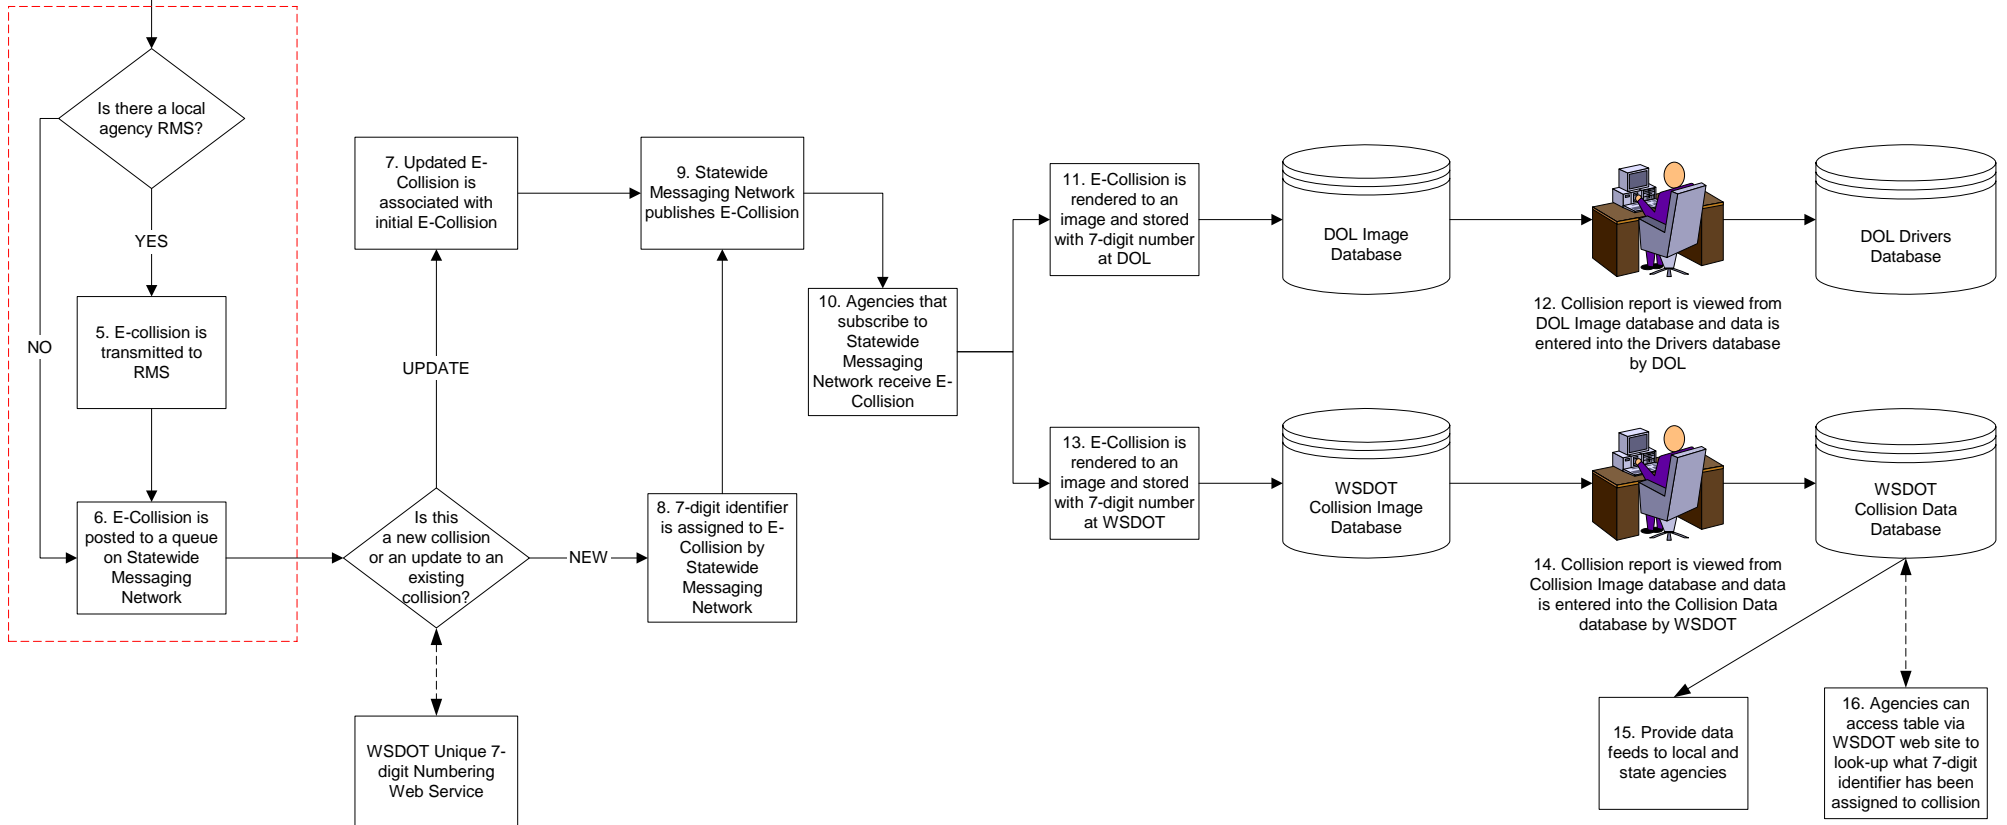 Is there a local
agency RMS?
YES
NO
5. E-collision is
transmitted to
RMS
6. E-Collision is
posted to a queue
on Statewide
Messaging
Network
7. Updated E-
Collision is
associated with
initial E-Collision
UPDATE
Is this
a new collision
or an update to an
existing
collision?
NEW
WSDOT Unique 7-
digit Numbering
Web Service
8. 7-digit identifier
is assigned to E-
Collision by
Statewide
Messaging
Network
9. Statewide
Messaging Network
publishes E-Collision
10. Agencies that
subscribe to
Statewide
Messaging
Network receive E-
Collision
11. E-Collision is
rendered to an
image and stored
with 7-digit number
at DOL
DOL Image
Database
12. Collision report is viewed from
DOL Image database and data is
entered into the Drivers database
by DOL
DOL Drivers
Database
13. E-Collision is
rendered to an
image and stored
with 7-digit number
at WSDOT
WSDOT
Collision Image
Database
14. Collision report is viewed from
Collision Image database and data
is entered into the Collision Data
database by WSDOT
WSDOT
Collision Data
Database
15. Provide data
feeds to local and
state agencies
16. Agencies can
access table via
WSDOT web site to
look-up what 7-digit
identifier has been
assigned to collision